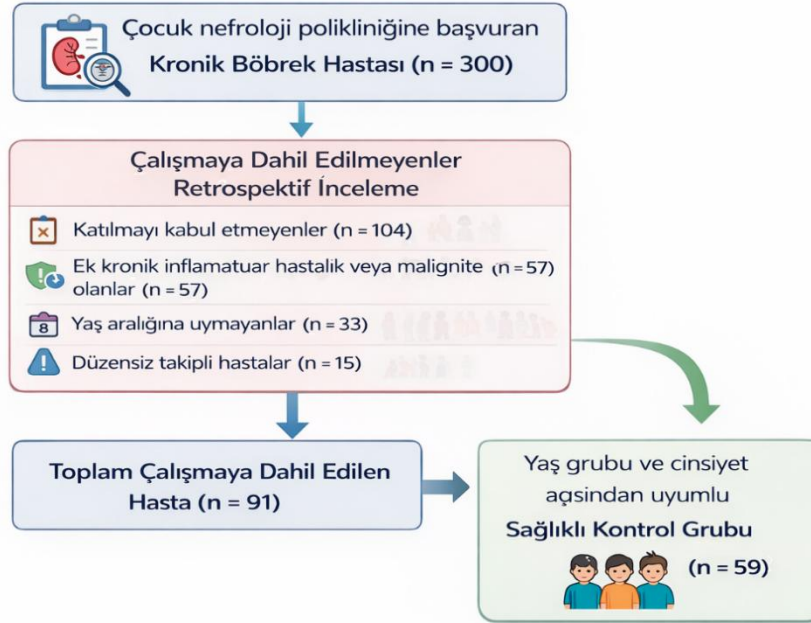 Çocuk nefroloji polikliniğine başvuran
Kronik Böbrek Hastası (n = 300)
Çalışmaya Dahil Edilmeyenler
Retrospektif İnceleme
Katılmayı kabul etmeyenler (n = 104)
Ek kronik inflamatuar hastalık veya malignite (n = 57)
olanlar (n = 57)
8 Yaş aralığına uymayanlar (n = 33)
Düzensiz takipli hastalar (n = 15)
Toplam Çalışmaya Dahil Edilen
Hasta (n = 91)
Yaş grubu ve cinsiyet
açısından uyumlu
Sağlıklı Kontrol Grubu
(n = 59)